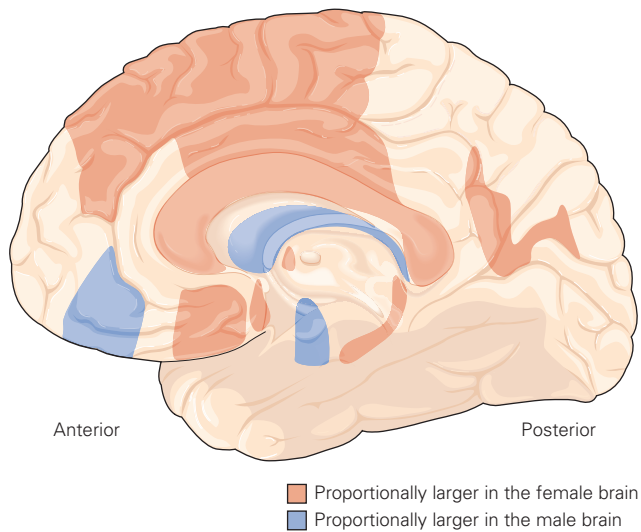 Anterior
Posterior
Proportionally larger in the female brain
Proportionally larger in the male brain